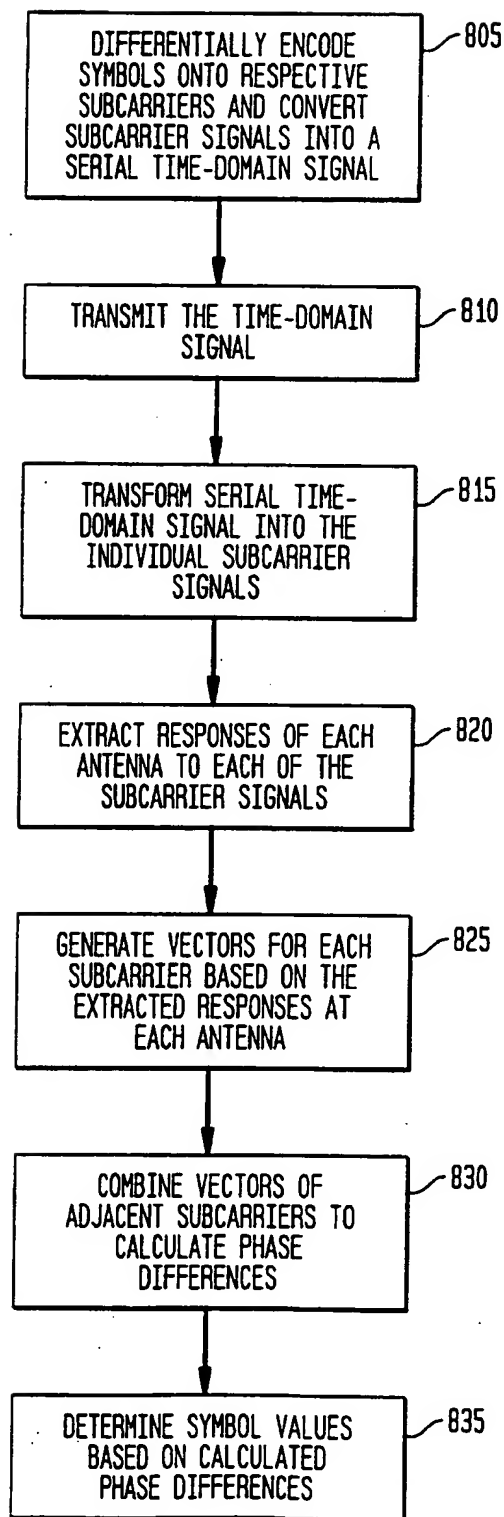 DIFFERENTIALLY ENCODE
SYMBOLS ONTO RESPECTIVE
SUBCARRIERS AND CONVERT
SUBCARRIER SIGNALS INTO A
SERIAL TIME-DOMAIN SIGNAL
805
TRANSMIT THE TIME-DOMAIN
SIGNAL
810
TRANSFORM SERIAL TIME-
DOMAIN SIGNAL INTO THE
INDIVIDUAL SUBCARRIER
SIGNALS
815
EXTRACT RESPONSES OF EACH
ANTENNA TO EACH OF THE
SUBCARRIER SIGNALS
820
GENERATE VECTORS FOR EACH
SUBCARRIER BASED ON THE
EXTRACTED RESPONSES AT
EACH ANTENNA
825
COMBINE VECTORS OF
ADJACENT SUBCARRIERS TO
CALCULATE PHASE
DIFFERENCES
830
DETERMINE SYMBOL VALUES
BASED ON CALCULATED
PHASE DIFFERENCES
835